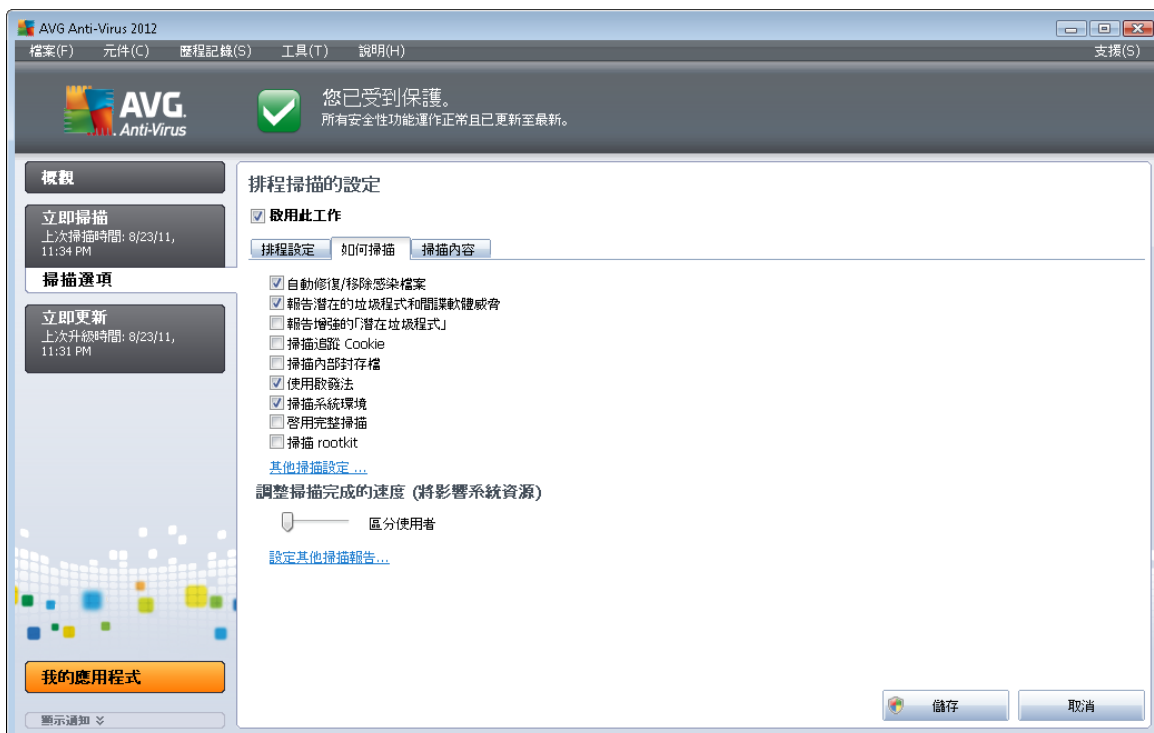 AVG Anti-Virus 2012
檔案(F) 元件(C) 歷程記錄(S) 工具(T) 說明(H) 支援(S)
AVG.
Anti-Virus
您已受到保護。
所有安全性功能運作正常且已更新至最新。
概觀
立即掃描
上次掃描時間: 8/23/11,
11:34 PM
掃描選項
立即更新
上次升級時間: 8/23/11,
11:31 PM
我的應用程式
顯示通知
排程掃描的設定
啟用此工作
排程設定 如何掃描 掃描內容
自動修復/移除感染檔案
報告潛在的垃圾程式和間諜軟體威脅
報告增強的「潛在垃圾程式」
掃描追蹤 Cookie
掃描內部封存檔
使用啟發法
掃描系統環境
啓用完整掃描
掃描 rootkit
其他掃描設定 ...
調整掃描完成的速度 (將影響系統資源)
區分使用者
設定其他掃描報告...
儲存 取消